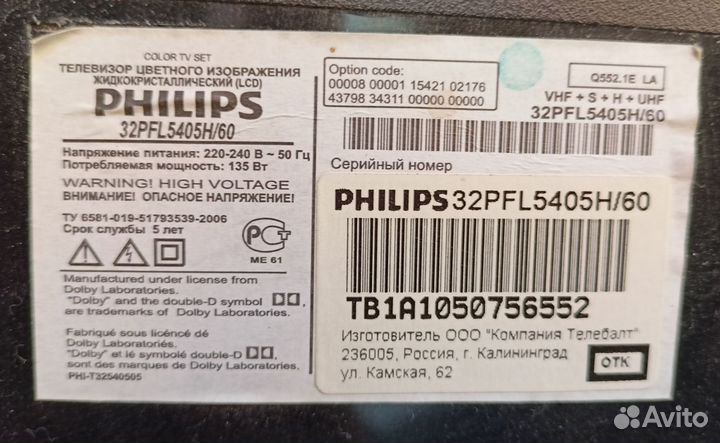 COLOR TV SET
ТЕЛЕВИЗОР ЦВЕТНОГО ИЗОБРАЖЕНИЯ
ЖИДКОКРИСТАЛЛИЧЕСКИЙ (LCD)
PHILIPS
32PFL5405H/60
Напряжение питания: 220-240 В ~ 50 Гц
Потребляемая мощность: 135 Вт
WARNING! HIGH VOLTAGE
ВНИМАНИЕ! ОПАСНОЕ НАПРЯЖЕНИЕ!
ТУ 6581-019-51793539-2006
Срок службы 5 лет
РСТ
МЕ 61
Manufactured under license from
Dolby Laboratories.
"Dolby" and the double-D symbol
are trademarks of Dolby Laboratories.
Fabriqué sous licencé de
Dolby Laboratories.
"Dolby" et lé symbolé double-D
sont des marques de Dolby Laboratories.
PHI-T32540505
Option code:
00008 00001 15421 02176
43798 34311 00000 00000
Q552.1E LA
VHF + S + H + UHF
32PFL5405H/60
Серийный номер
PHILIPS 32PFL5405H/60
TB1A1050756552
Изготовитель ООО "Компания Телебалт"
236005, Россия, г. Калининград
ул. Камская, 62
ОТК
Avito